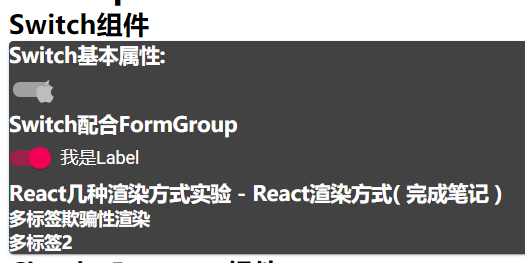 Switch组件
Switch基本属性:
Switch配合FormGroup
我是Label
React几种渲染方式实验 - React渲染方式( 完成笔记 )
多标签欺骗性渲染
多标签2